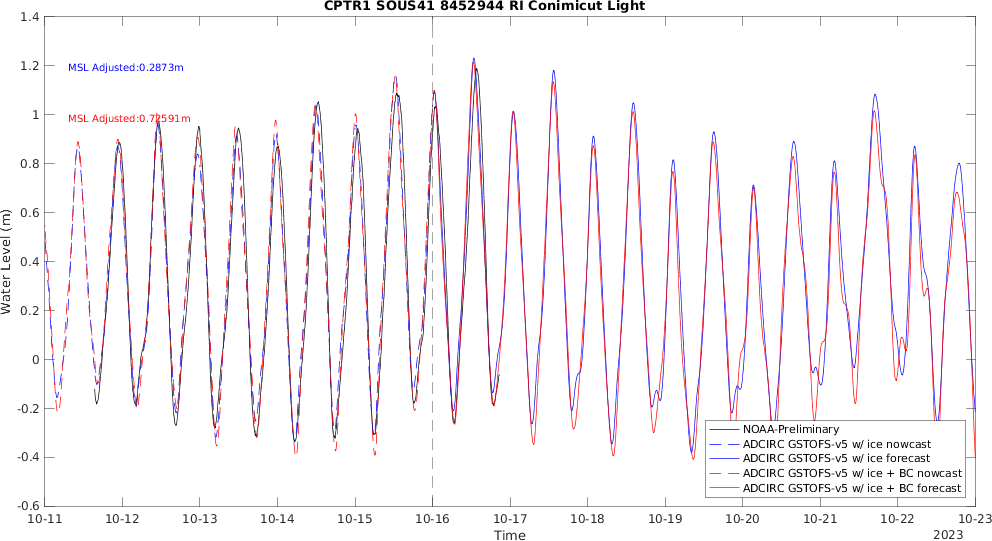 CPTR1 SOUS41 8452944 RI Conimicut Light
1.4
1.2
1
0.8
0.6
0.4
0.2
0
-0.2
-0.4
-0.6
Water Level (m)
MSL Adjusted:0.2873m
MSL Adjusted:0.72591m
NOAA-Preliminary
ADCIRC GSTOFS-v5 w/ ice nowcast
ADCIRC GSTOFS-v5 w/ ice forecast
ADCIRC GSTOFS-v5 w/ ice + BC nowcast
ADCIRC GSTOFS-v5 w/ ice + BC forecast
10-11 10-12 10-13 10-14 10-15 10-16 10-17 10-18 10-19 10-20 10-21 10-22 10-23
Time
2023